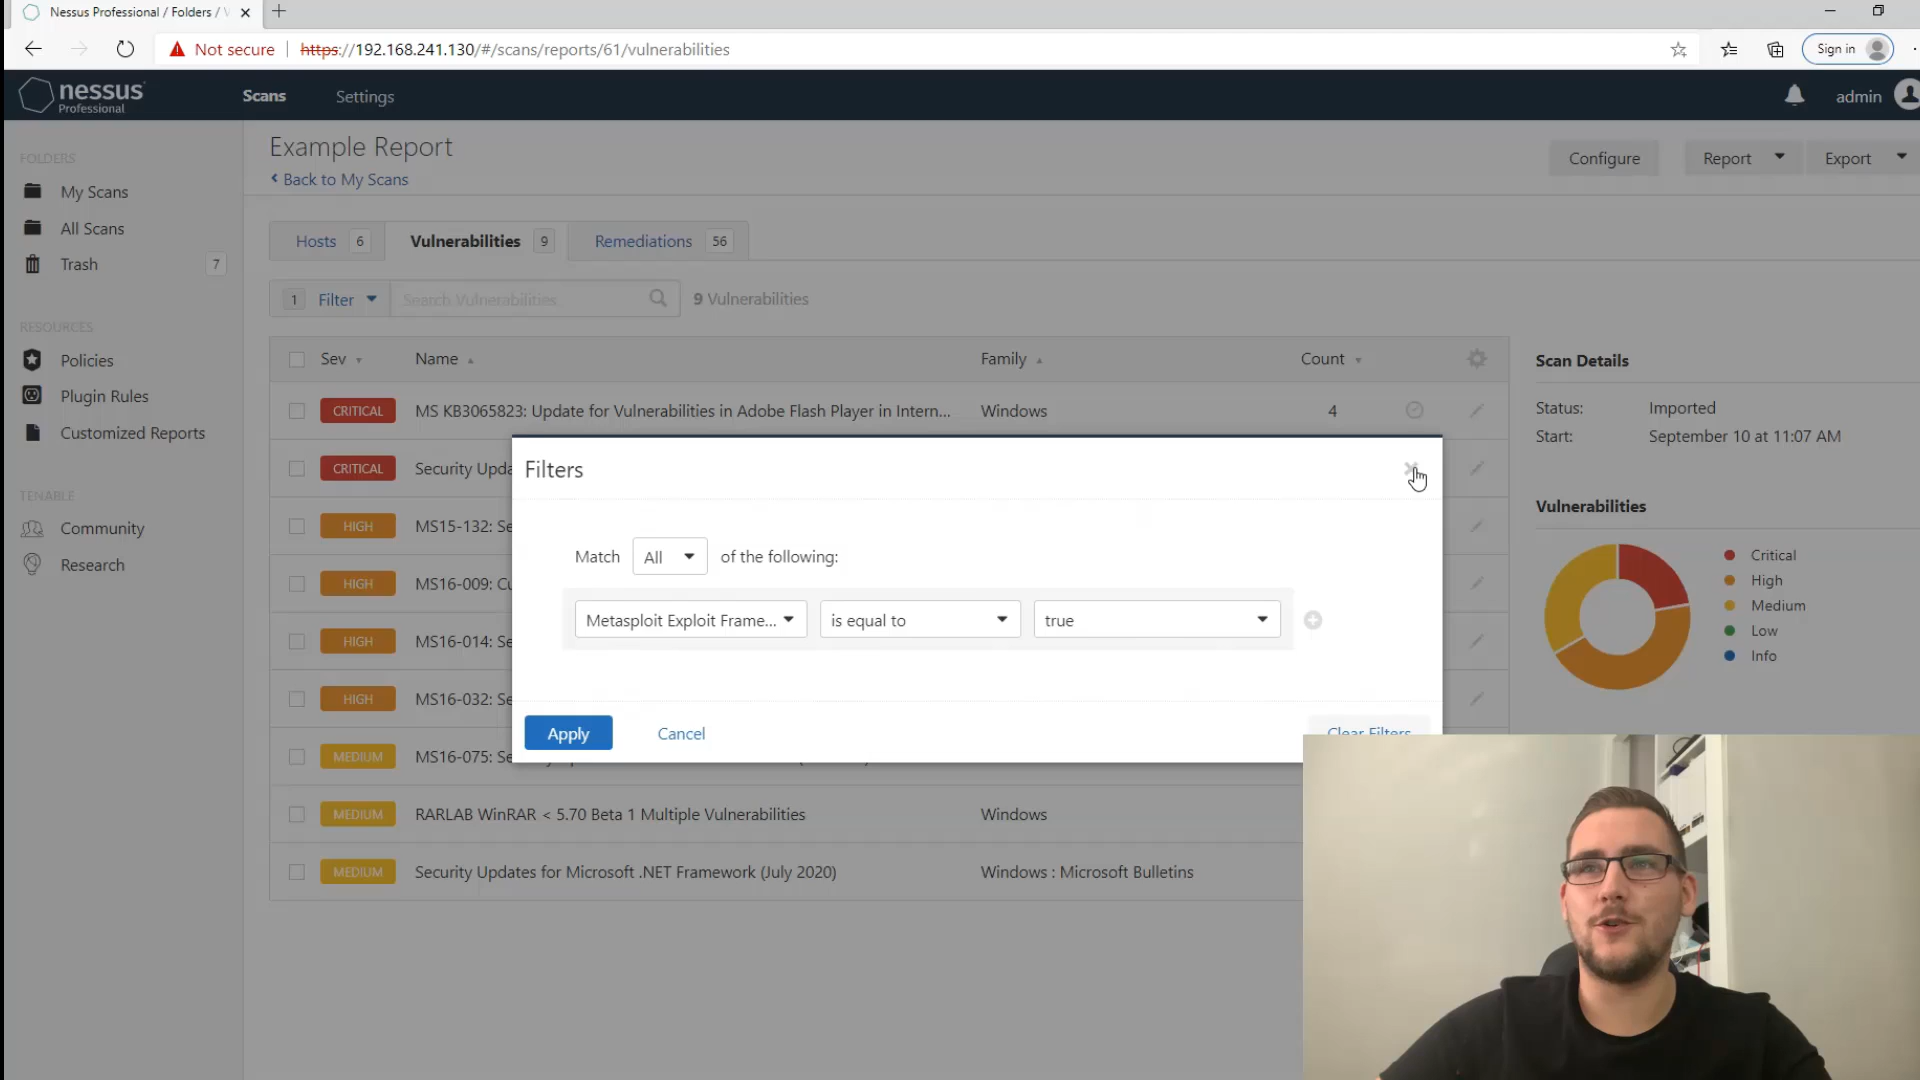 Nessus Professional / Folders /
Not secure
https://192.168.241.130/#/scans/reports/61/vulnerabilities
Sign in
nessus
Professional
Scans
Settings
admin
FOLDERS
My Scans
All Scans
Trash
7
RESOURCES
Policies
Plugin Rules
Customized Reports
TENABLE
Community
Research
Example Report
Back to My Scans
Configure
Report
Export
Hosts 6
Vulnerabilities 9
Remediations 56
1 Filter
Search Vulnerabilities
9 Vulnerabilities
Sev Name Family Count
CRITICAL MS KB3065823: Update for Vulnerabilities in Adobe Flash Player in Intern... Windows 4
CRITICAL Security Upda
HIGH MS15-132: Se
HIGH MS16-009: Cu
HIGH MS16-014: Se
HIGH MS16-032: Se
MEDIUM MS16-075: Se
MEDIUM RARLAB WinRAR < 5.70 Beta 1 Multiple Vulnerabilities Windows
MEDIUM Security Updates for Microsoft .NET Framework (July 2020) Windows : Microsoft Bulletins
Filters
Match All of the following:
Metasploit Exploit Frame... is equal to true
Apply
Cancel
Clear Filters
Scan Details
Status: Imported
Start: September 10 at 11:07 AM
Vulnerabilities
Critical
High
Medium
Low
Info